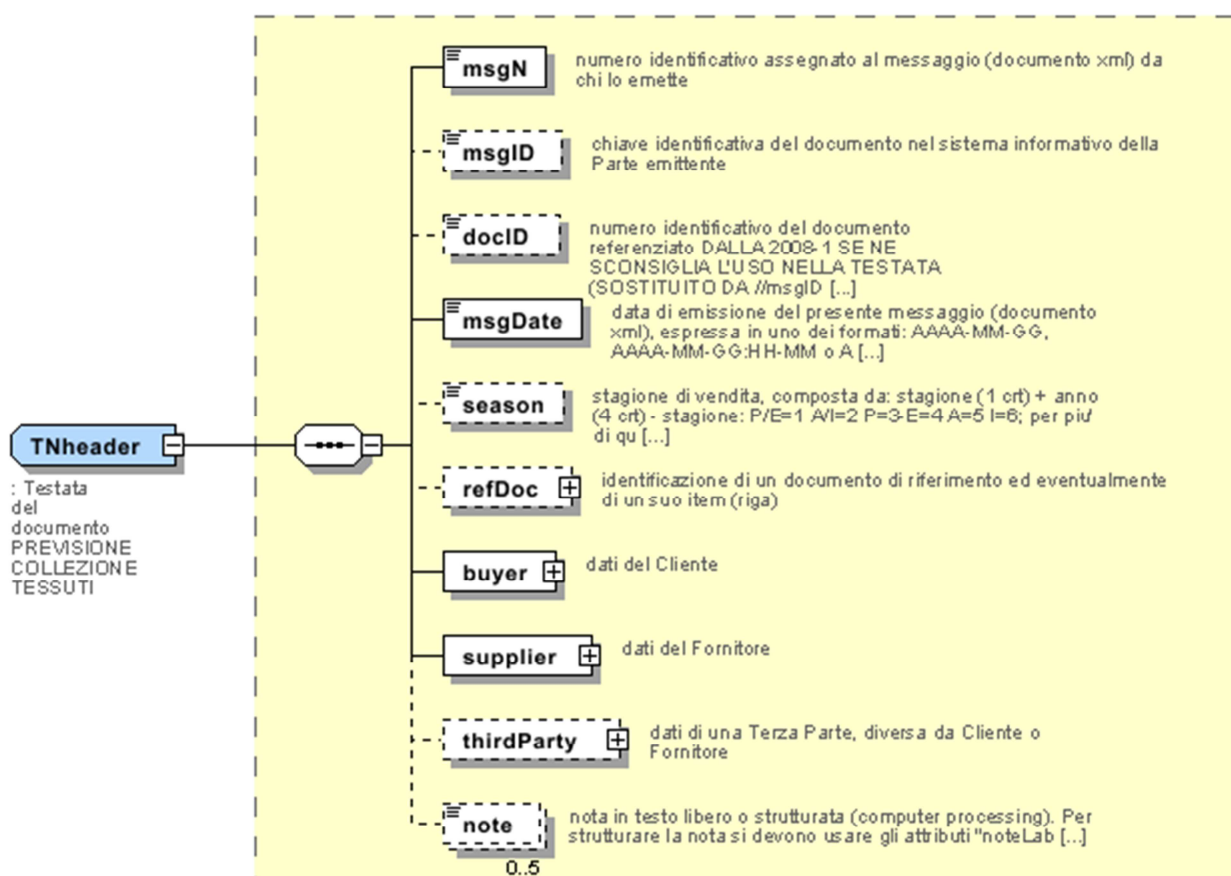 msgN
numero identificativo assegnato al messaggio (documento xml) da
chi lo emette
msgID
chiave identificativa del documento nel sistema informativo della
Parte emittente
docID
numero identificativo del documento
referenziato DALLA 2008-1 SE NE
SCONSIGLIA L'USO NELLA TESTATA
(SOSTITUITO DA //msgID [...]
msgDate
data di emissione del presente messaggio (documento
xml), espressa in uno dei formati: AAAA-MM-GG,
AAAA-MM-GG:HH-MM o A [...]
season
stagione di vendita, composta da: stagione (1 crt) + anno
(4 crt) - stagione: P/E=1 A/I=2 P=3-E=4 A=5 I=6; per piu'
di qu [...]
TNheader
: Testata
del
documento
PREVISIONE
COLLEZIONE
TESSUTI
refDoc
identificazione di un documento di riferimento ed eventualmente
di un suo item (riga)
buyer
dati del Cliente
supplier
dati del Fornitore
thirdParty
dati di una Terza Parte, diversa da Cliente o
Fornitore
note
nota in testo libero o strutturata (computer processing). Per
strutturare la nota si devono usare gli attributi "noteLab [...]
0..5